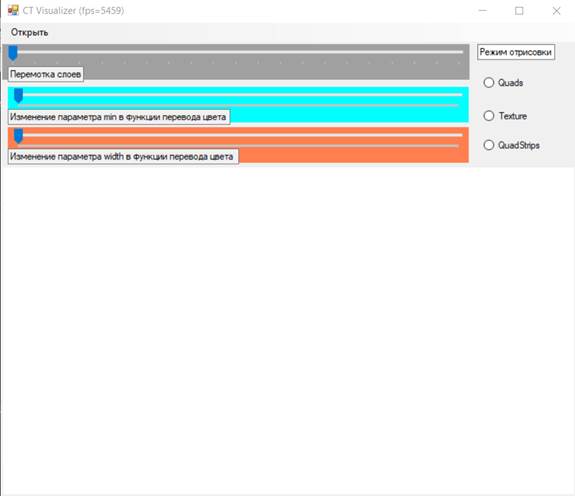 CT Visualizer (fps=5459)
Открыть
Режим отрисовки
Перемотка слоев
Quads
Изменение параметра min в функции перевода цвета
Texture
Изменение параметра width в функции перевода цвета
QuadStrips